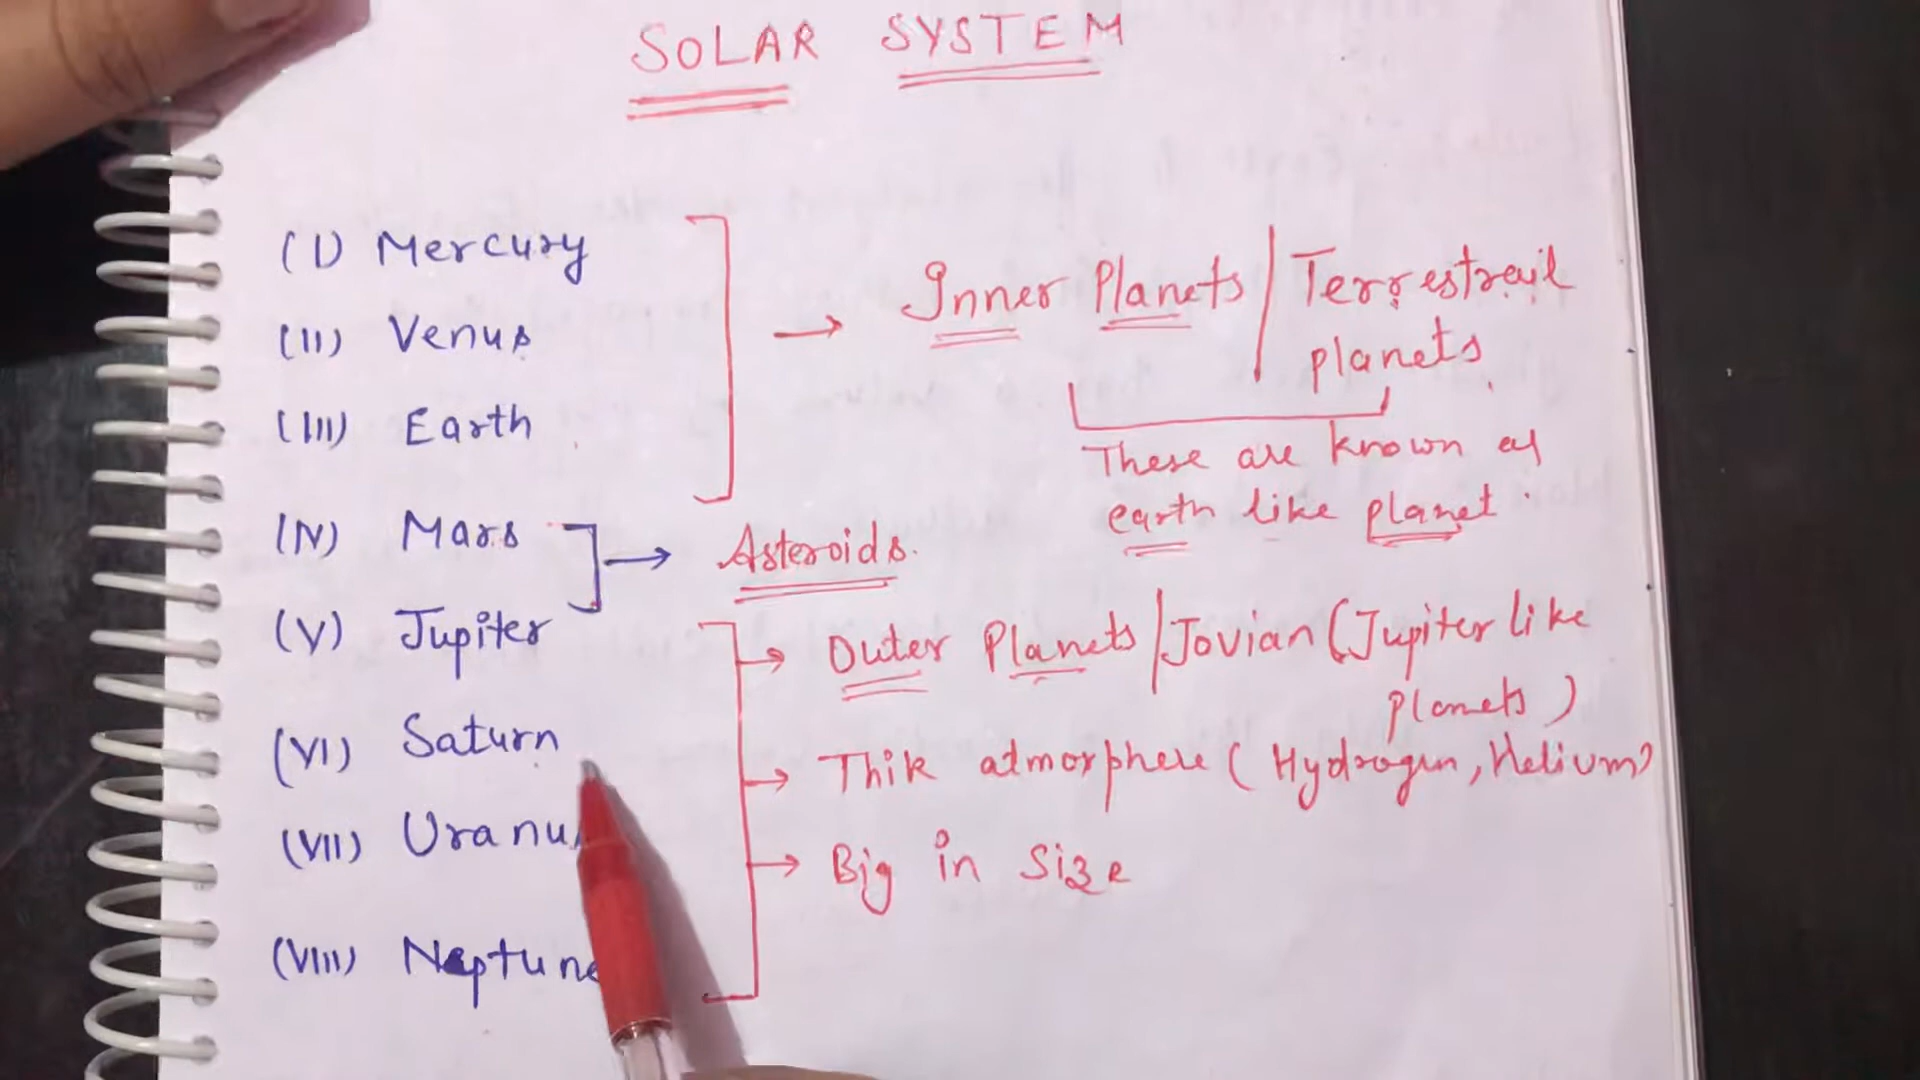 SOLAR SYSTEM
(I) Mercury
(II) Venus
(III) Earth
(IV) Mars
(V) Jupiter
(VI) Saturn
(VII) Uranus
(VIII) Neptune
Inner Planets / Terrestreail
planets
These are known as
earth like planet.
Asteroids.
Outer Planets / Jovian (Jupiter like
planets)
Thik atmosphere (Hydrogen, Helium)
Big in Size